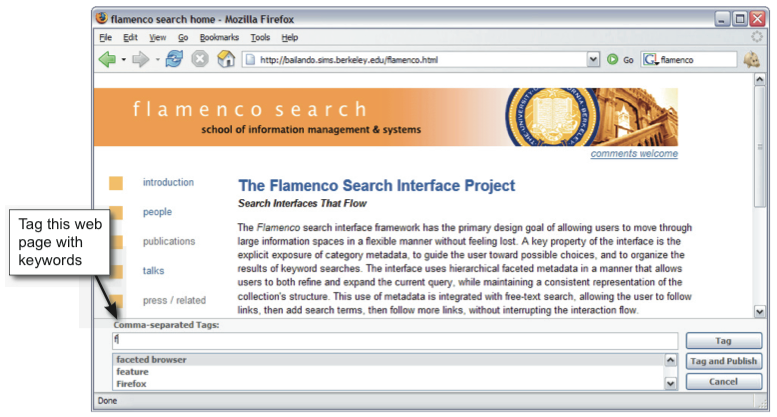 flamenco search home - Mozilla Firefox
File Edit View Go Bookmarks Tools Help
http://bailando.sims.berkeley.edu/flamenco.html Go flamenco
flamenco search
school of information management & systems
comments welcome
introduction
people
publications
talks
press / related
The Flamenco Search Interface Project
Search Interfaces That Flow
The Flamenco search interface framework has the primary design goal of allowing users to move through
large information spaces in a flexible manner without feeling lost. A key property of the interface is the
explicit exposure of category metadata, to guide the user toward possible choices, and to organize the
results of keyword searches. The interface uses hierarchical faceted metadata in a manner that allows
users to both refine and expand the current query, while maintaining a consistent representation of the
collection's structure. This use of metadata is integrated with free-text search, allowing the user to follow
links, then add search terms, then follow more links, without interrupting the interaction flow.
Tag this web
page with
keywords
Comma-separated Tags:
f
Tag
faceted browser
feature
Firefox
Tag and Publish
Cancel
Done